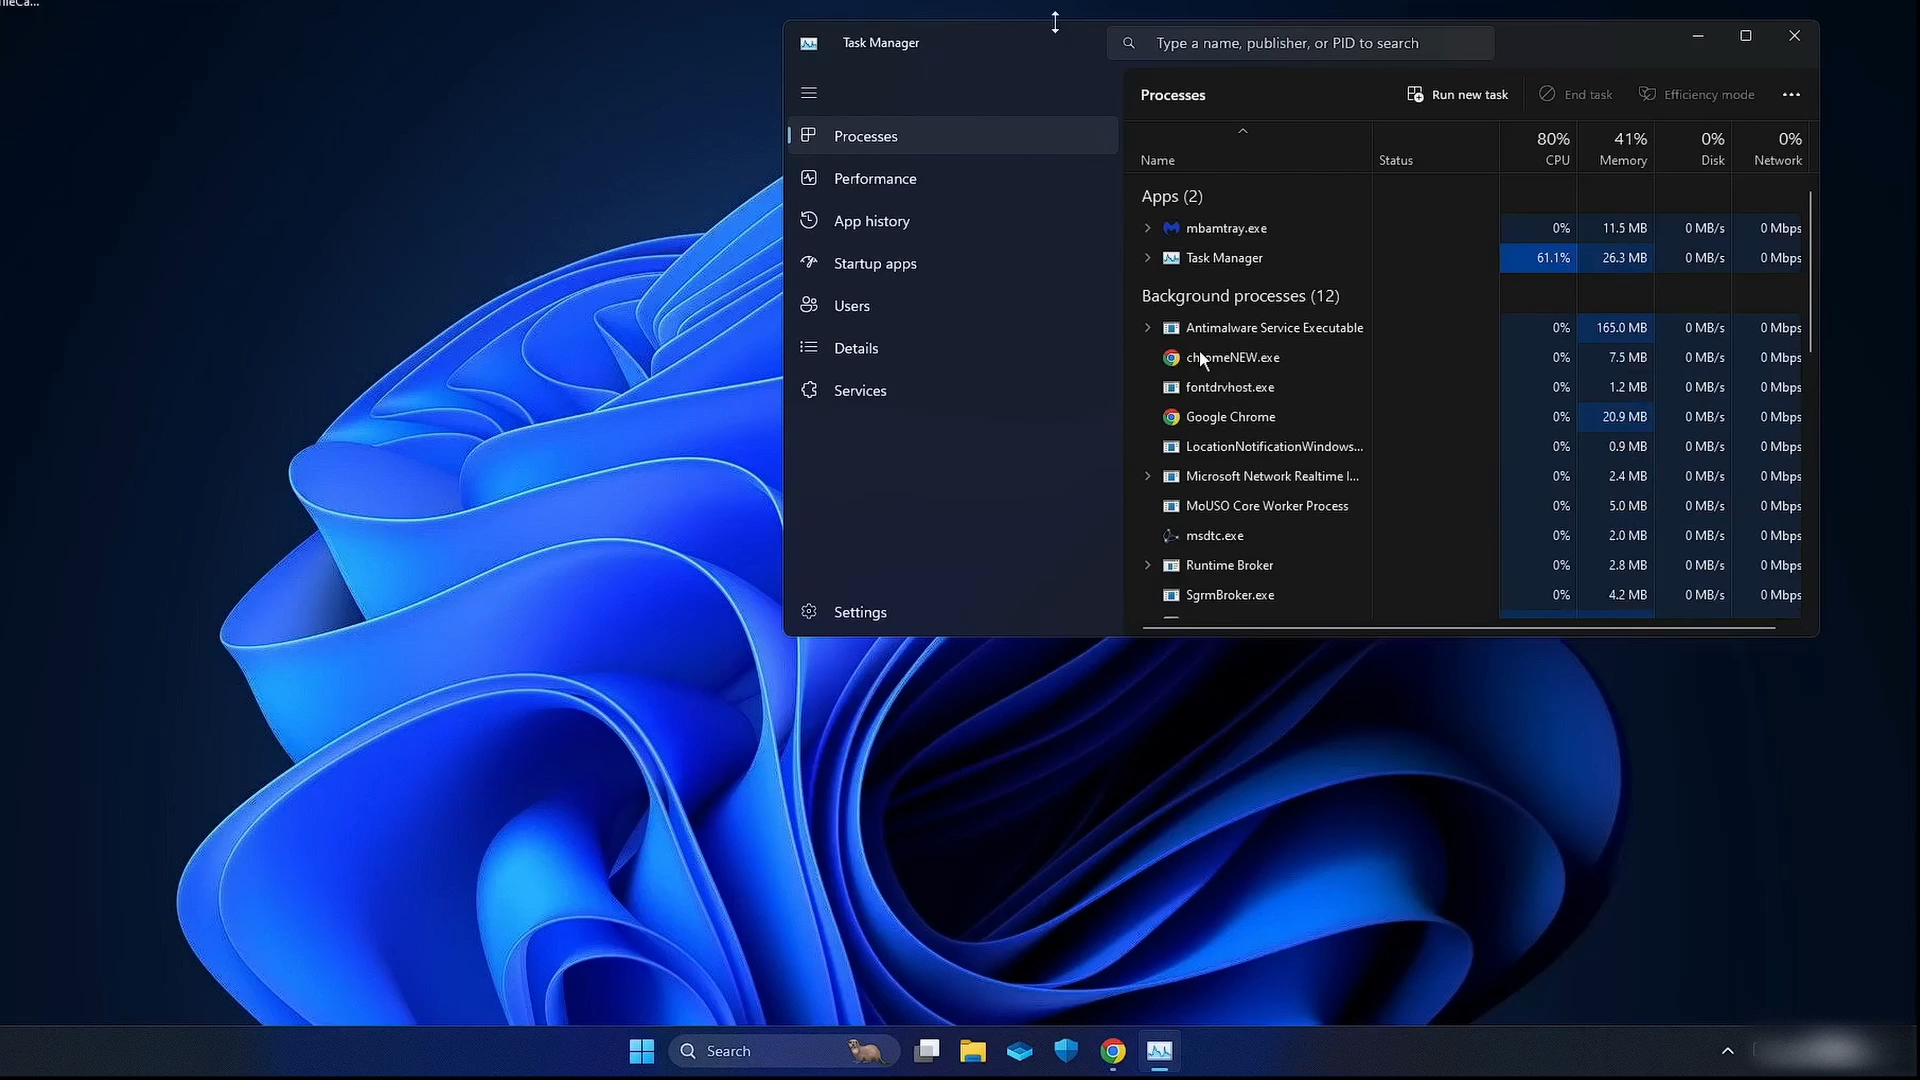 Task Manager
Type a name, publisher, or PID to search
Processes
Run new task
End task
Efficiency mode
Processes
Performance
App history
Startup apps
Users
Details
Services
Settings
80% 41% 0% 0%
Name Status CPU Memory Disk Network
Apps (2)
mbamtray.exe 0% 11.5 MB 0 MB/s 0 Mbps
Task Manager 61.1% 26.3 MB 0 MB/s 0 Mbps
Background processes (12)
Antimalware Service Executable 0% 165.0 MB 0 MB/s 0 Mbps
chromeNEW.exe 0% 7.5 MB 0 MB/s 0 Mbps
fontdrvhost.exe 0% 1.2 MB 0 MB/s 0 Mbps
Google Chrome 0% 20.9 MB 0 MB/s 0 Mbps
LocationNotificationWindows... 0% 0.9 MB 0 MB/s 0 Mbps
Microsoft Network Realtime I... 0% 2.4 MB 0 MB/s 0 Mbps
MoUSO Core Worker Process 0% 5.0 MB 0 MB/s 0 Mbps
msdtc.exe 0% 2.0 MB 0 MB/s 0 Mbps
Runtime Broker 0% 2.8 MB 0 MB/s 0 Mbps
SgrmBroker.exe 0% 4.2 MB 0 MB/s 0 Mbps
Search